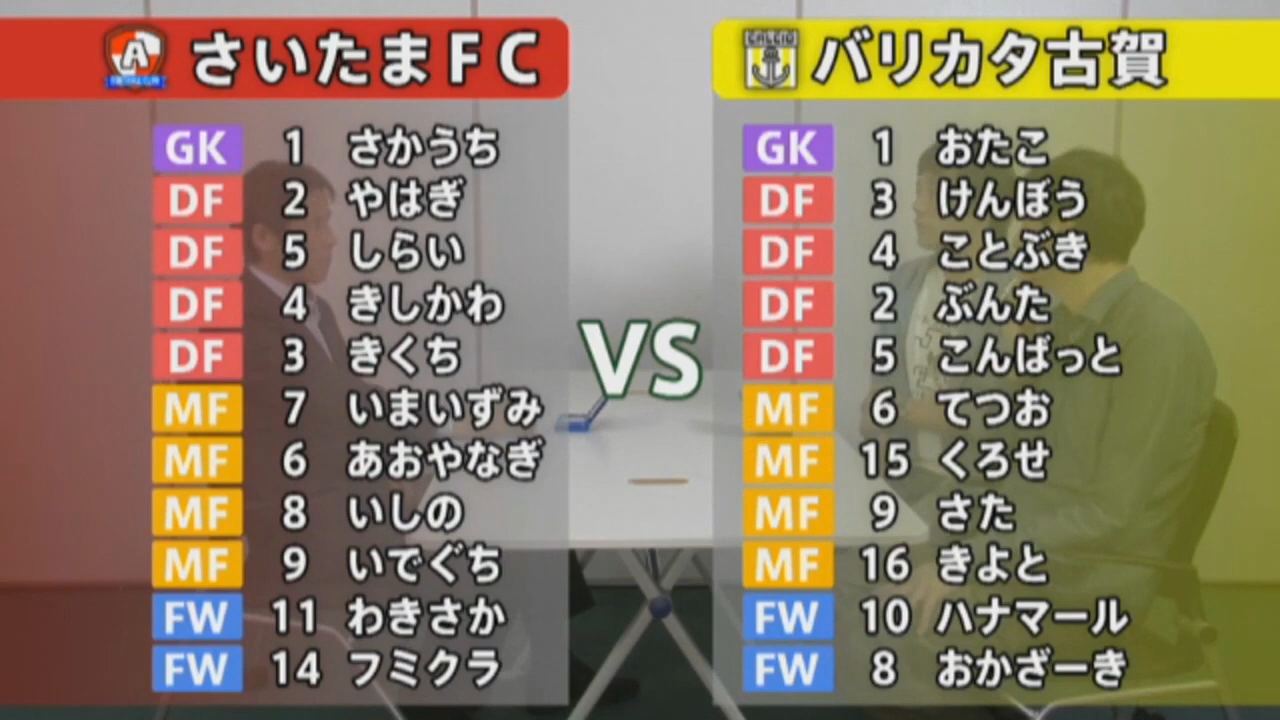 さいたまFC
GK 1 さかうち
DF 2 やはぎ
DF 5 しらい
DF 4 きしかわ
DF 3 きくち
MF 7 いまいずみ
MF 6 あおやなぎ
MF 8 いしの
MF 9 いでぐち
FW 11 わきさか
FW 14 フミクラ
VS
CALCIO
バリカタ古賀
GK 1 おたこ
DF 3 けんぼう
DF 4 ことぶき
DF 2 ぶんた
DF 5 こんばっと
MF 6 てつお
MF 15 くろせ
MF 9 さた
MF 16 きよと
FW 10 ハナマール
FW 8 おかざーき